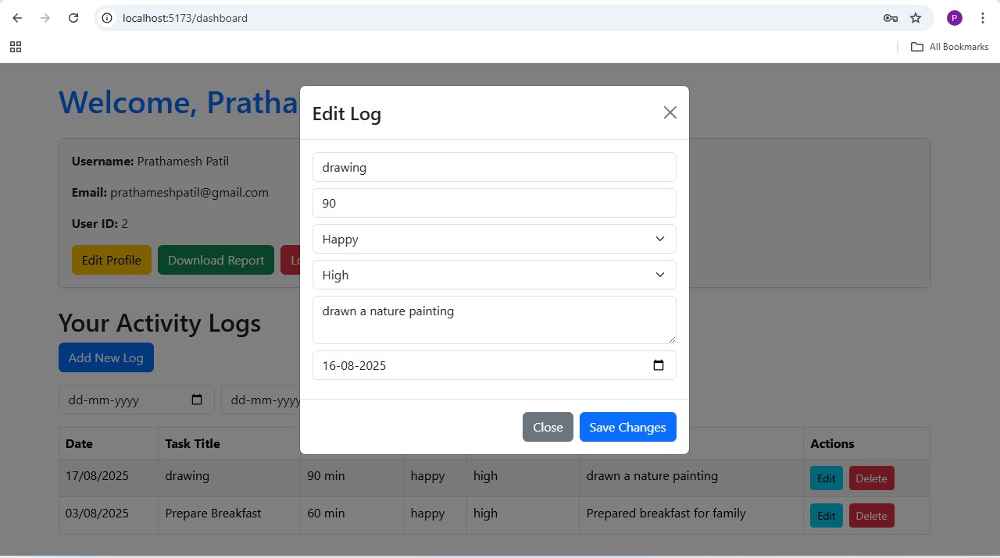 localhost:5173/dashboard
P
All Bookmarks
Welcome, Pratha
Username: Prathamesh Patil
Email: prathameshpatil@gmail.com
User ID: 2
Edit Profile Download Report
Your Activity Logs
Add New Log
dd-mm-yyyy dd-mm-yyyy
Edit Log
drawing
90
Happy
High
drawn a nature painting
16-08-2025
Close Save Changes
Date Task Title Actions
17/08/2025 drawing 90 min happy high drawn a nature painting Edit Delete
03/08/2025 Prepare Breakfast 60 min happy high Prepared breakfast for family Edit Delete